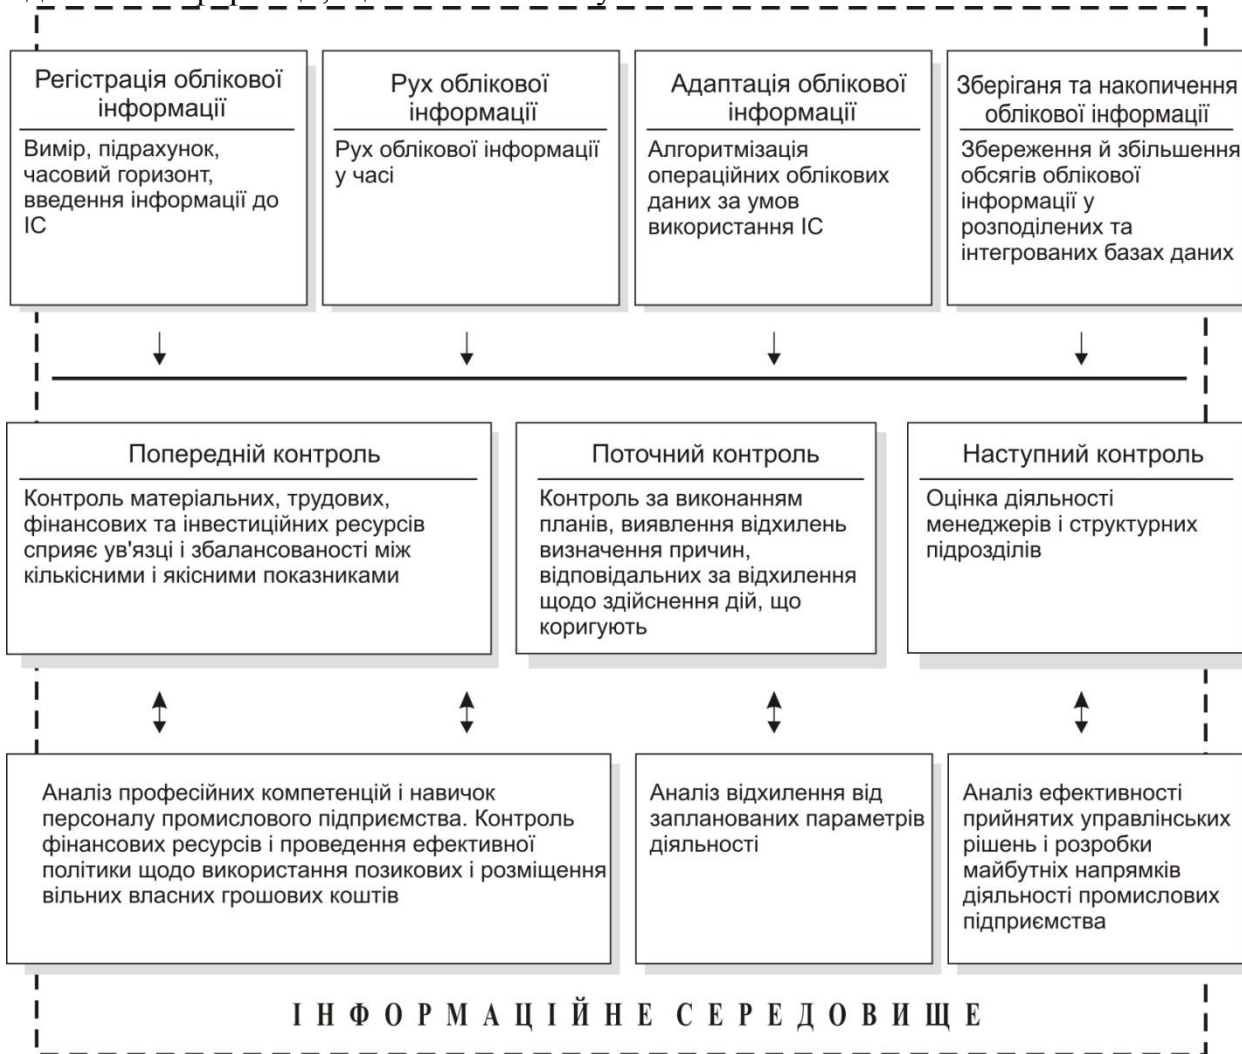 Регістрація облікової
інформації
Вимір, підрахунок,
часовий горизонт,
введення інформації до
ІС
Рух облікової
інформації
Рух облікової інформації
у часі
Адаптація облікової
інформації
Алгоритмізація
операційних облікових
даних за умов
використання ІС
Зберіганя та накопичення
облікової інформації
Збереження й збільшення
обсягів облікової
інформації у
розподілених та
інтегрованих базах даних
Попередній контроль
Контроль матеріальних, трудових,
фінансових та інвестиційних ресурсів
сприяє ув'язці і збалансованості між
кількісними і якісними показниками
Поточний контроль
Контроль за виконанням
планів, виявлення відхилень
визначення причин,
відповідальних за відхилення
щодо здійснення дій, що
коригують
Наступний контроль
Оцінка діяльності
менеджерів і структурних
підрозділів
Аналіз професійних компетенцій і навичок
персоналу промислового підприємства. Контроль
фінансових ресурсів і проведення ефективної
політики щодо використання позикових і розміщення
вільних власних грошових коштів
Аналіз відхилення від
запланованих параметрів
діяльності
Аналіз ефективності
прийнятих управлінських
рішень і розробки
майбутніх напрямків
діяльності промислових
підприємства
ІНФОРМАЦІЙНЕ СЕРЕДОВИЩЕ